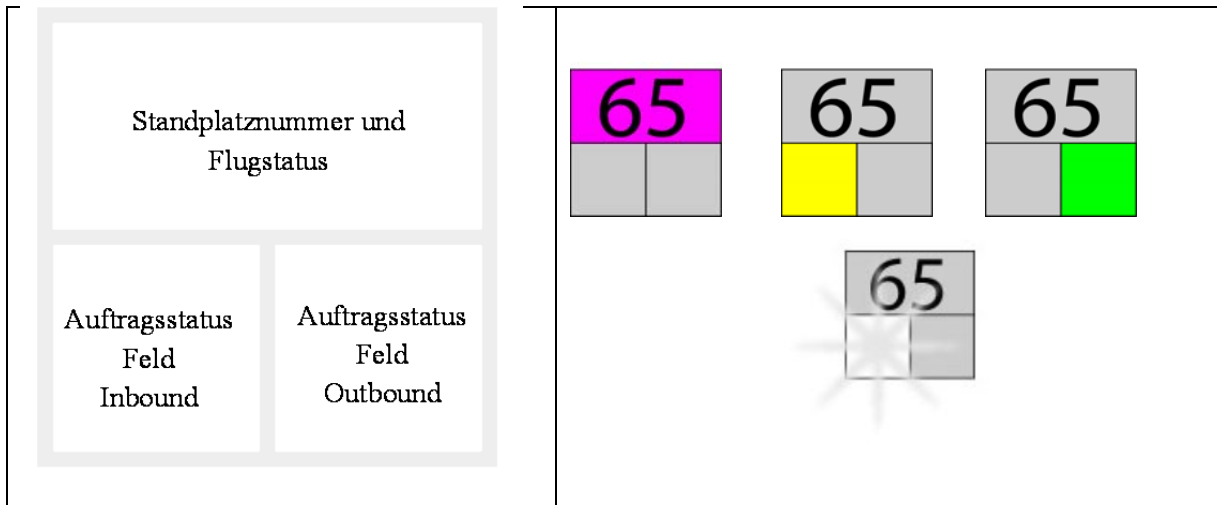 Standplatznummer und
Flugstatus
Auftragsstatus
Feld
Inbound
Auftragsstatus
Feld
Outbound
65
65
65
65